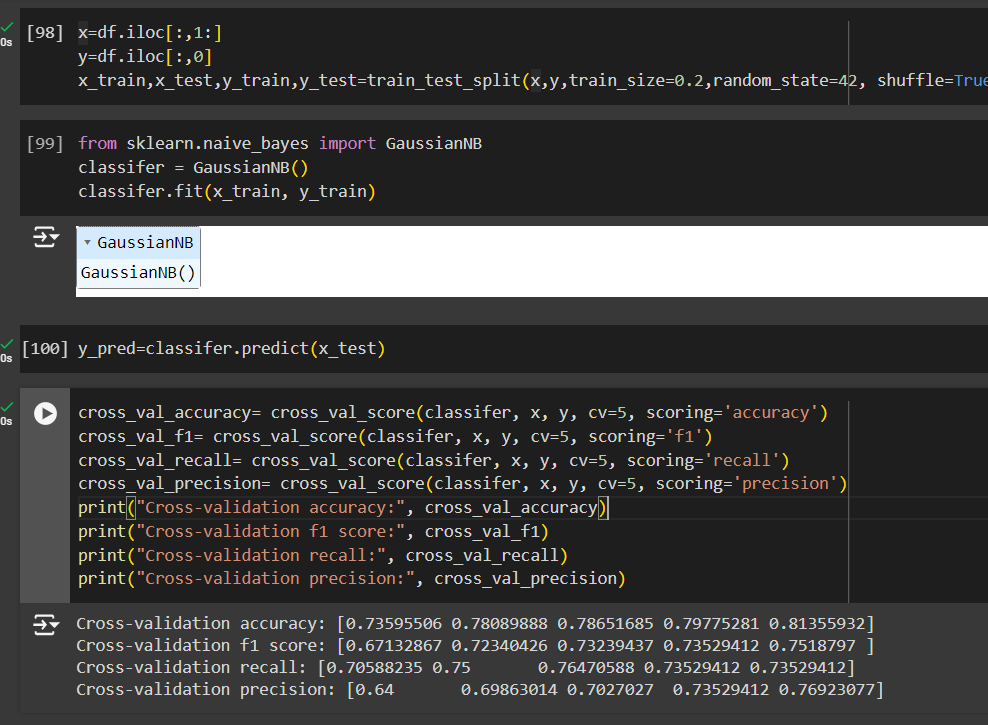 0s
[98] x=df.iloc[:,1:]
y=df.iloc[:,0]
x_train,x_test,y_train,y_test=train_test_split(x,y,train_size=0.2,random_state=42, shuffle=True
[99] from sklearn.naive_bayes import GaussianNB
classifer = GaussianNB()
classifer.fit(x_train, y_train)
GaussianNB
GaussianNB()
0s
[100] y_pred=classifer.predict(x_test)
0s
cross_val_accuracy= cross_val_score(classifer, x, y, cv=5, scoring='accuracy')
cross_val_f1= cross_val_score(classifer, x, y, cv=5, scoring='f1')
cross_val_recall= cross_val_score(classifer, x, y, cv=5, scoring='recall')
cross_val_precision= cross_val_score(classifer, x, y, cv=5, scoring='precision')
print("Cross-validation accuracy:", cross_val_accuracy)
print("Cross-validation f1 score:", cross_val_f1)
print("Cross-validation recall:", cross_val_recall)
print("Cross-validation precision:", cross_val_precision)
Cross-validation accuracy: [0.73595506 0.78089888 0.78651685 0.79775281 0.81355932]
Cross-validation f1 score: [0.67132867 0.72340426 0.73239437 0.73529412 0.7518797 ]
Cross-validation recall: [0.70588235 0.75       0.76470588 0.73529412 0.73529412]
Cross-validation precision: [0.64       0.69863014 0.7027027  0.73529412 0.76923077]